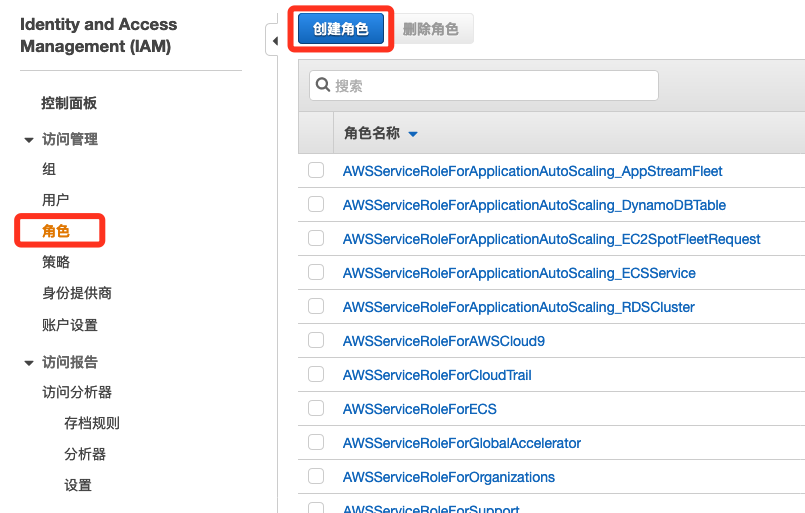 Identity and Access
Management (IAM)
控制面板
访问管理
组
用户
角色
策略
身份提供商
账户设置
访问报告
访问分析器
存档规则
分析器
设置
创建角色
删除角色
搜索
角色名称
AWSServiceRoleForApplicationAutoScaling_AppStreamFleet
AWSServiceRoleForApplicationAutoScaling_DynamoDBTable
AWSServiceRoleForApplicationAutoScaling_EC2SpotFleetRequest
AWSServiceRoleForApplicationAutoScaling_ECSService
AWSServiceRoleForApplicationAutoScaling_RDSCluster
AWSServiceRoleForAWSCloud9
AWSServiceRoleForCloudTrail
AWSServiceRoleForECS
AWSServiceRoleForGlobalAccelerator
AWSServiceRoleForOrganizations
AWSServiceRoleForSupport